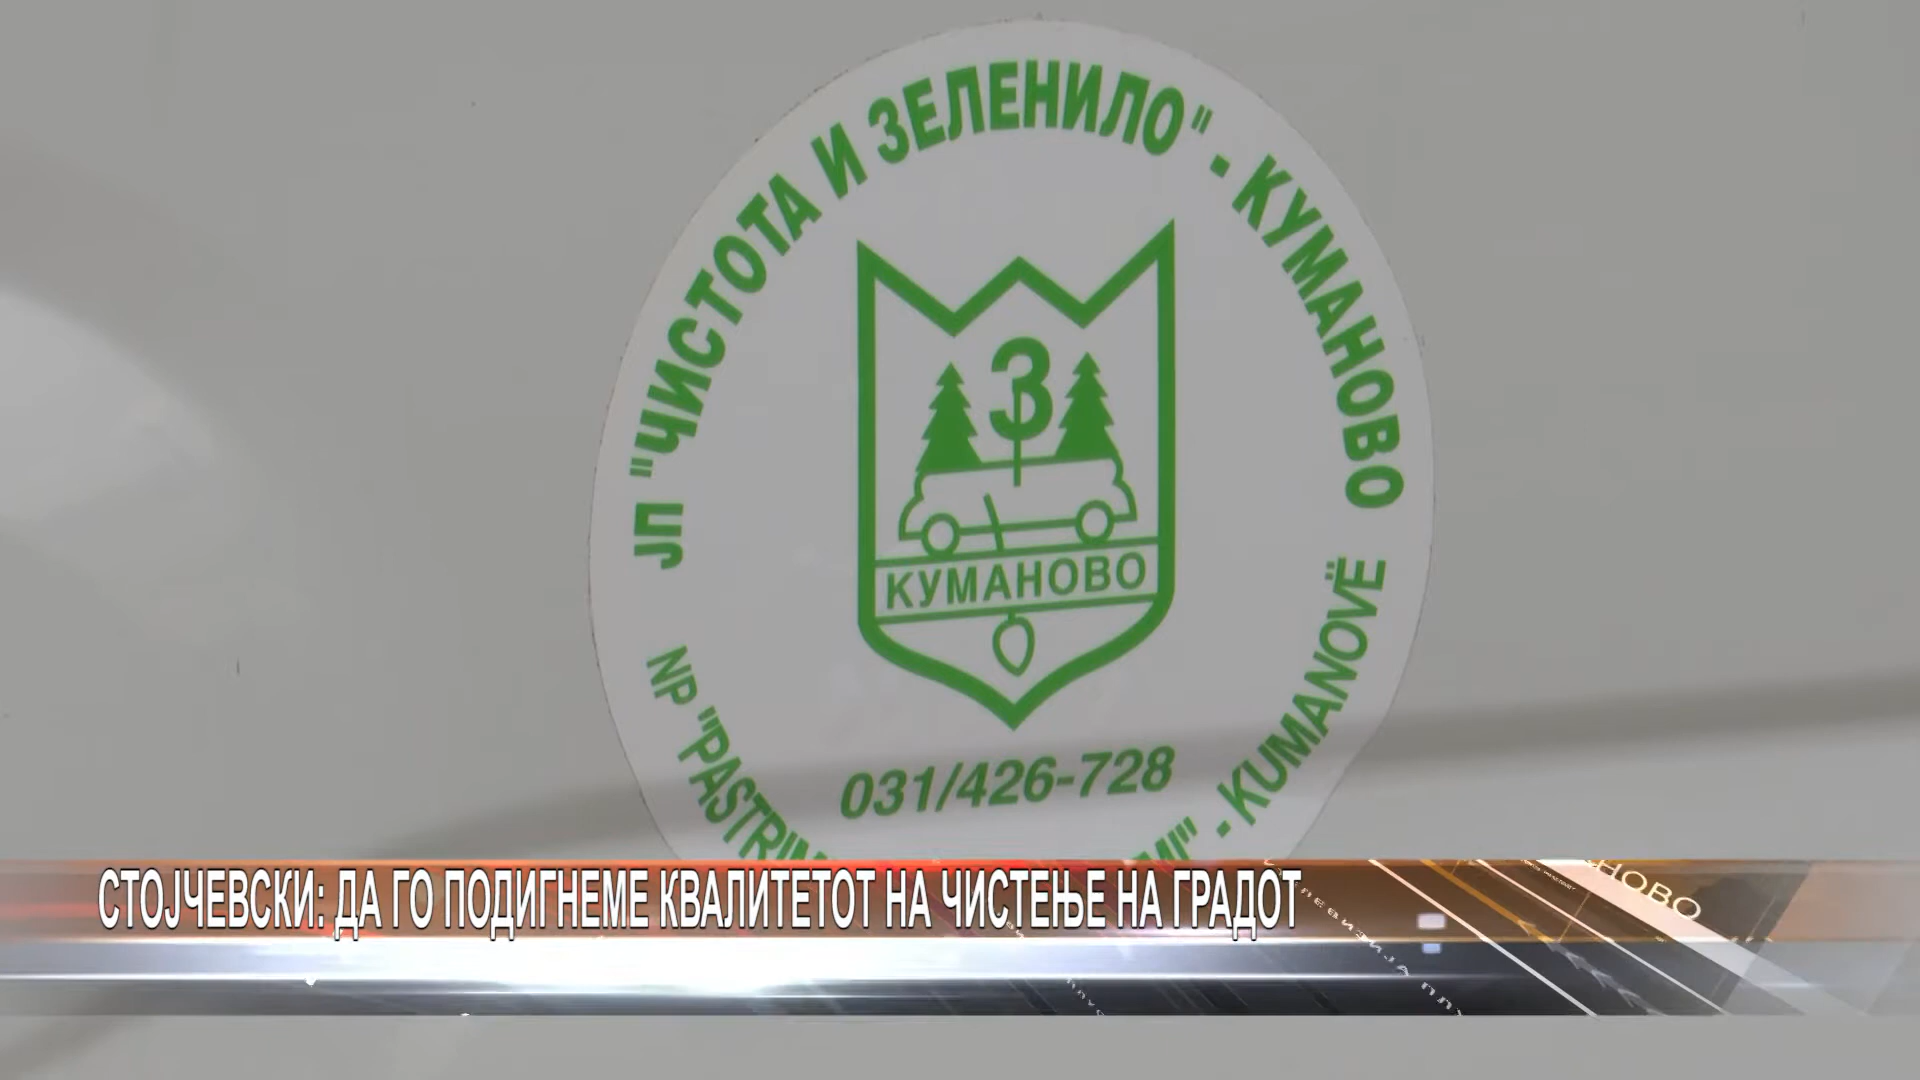 ЈП "ЧИСТОТА И ЗЕЛЕНИЛО" - КУМАНОВО
З
КУМАНОВО
031/426-728
NP - KUMANOVË
СТОЈЧЕВСКИ: ДА ГО ПОДИГНЕМЕ КВАЛИТЕТОТ НА ЧИСТЕЊЕ НА ГРАДОТ